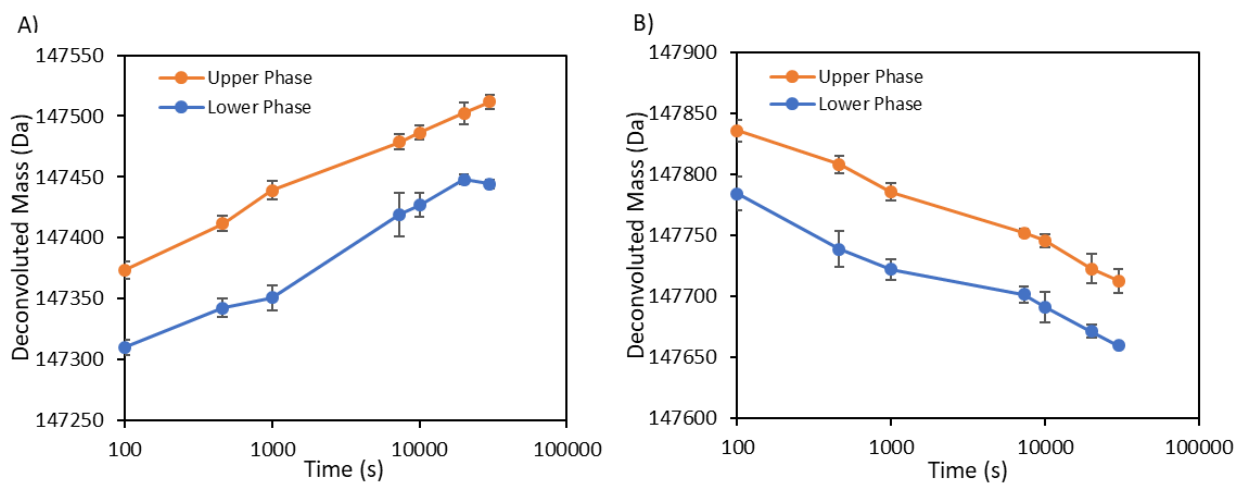 A)
147550
147500
147450
147400
147350
147300
147250
Deconvoluted Mass (Da)
Upper Phase
Lower Phase
100 1000 10000 100000
Time (s)
B)
147900
147850
147800
147750
147700
147650
147600
Deconvoluted Mass (Da)
Upper Phase
Lower Phase
100 1000 10000 100000
Time (s)